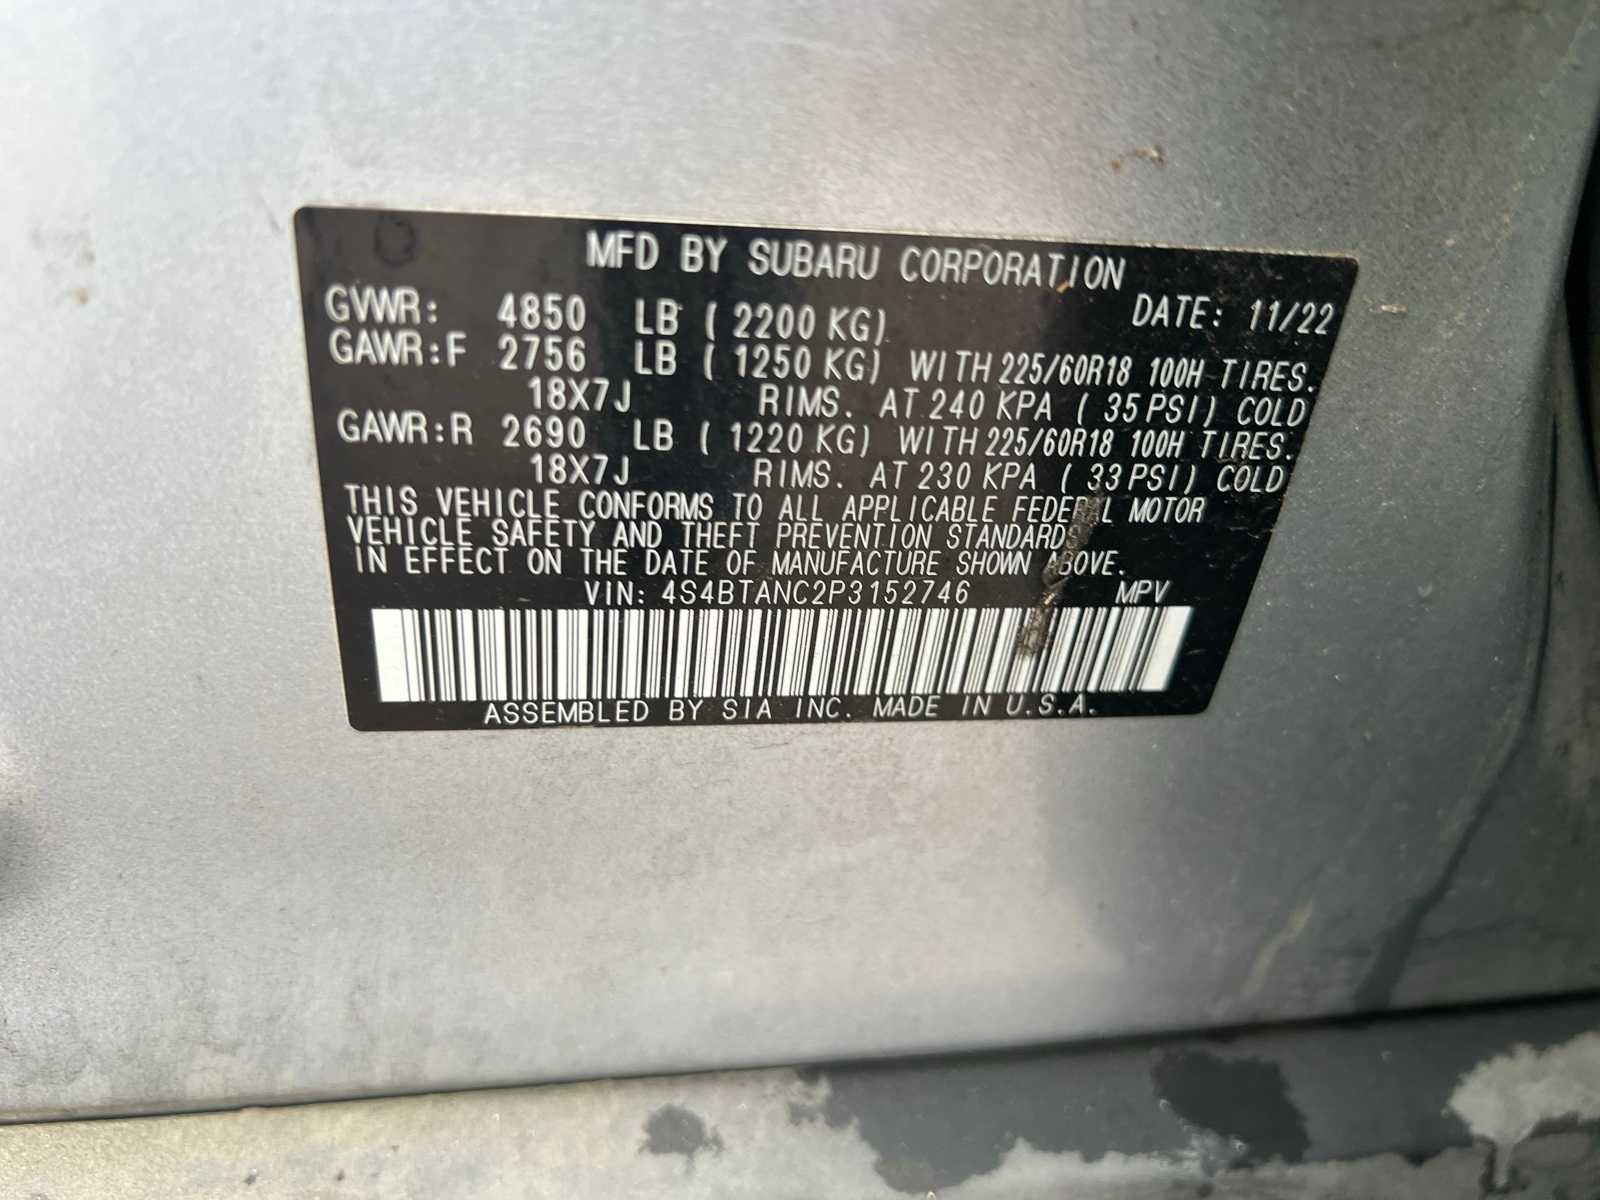 MFD BY SUBARU CORPORATION
GVWR: 4850 LB (2200 KG) DATE: 11/22
GAWR:F 2756 LB (1250 KG) WITH 225/60R18 100H TIRES.
18X7J RIMS. AT 240 KPA (35 PSI) COLD
GAWR:R 2690 LB (1220 KG) WITH 225/60R18 100H TIRES.
18X7J RIMS. AT 230 KPA (33 PSI) COLD
THIS VEHICLE CONFORMS TO ALL APPLICABLE FEDERAL MOTOR
VEHICLE SAFETY AND THEFT PREVENTION STANDARDS
IN EFFECT ON THE DATE OF MANUFACTURE SHOWN ABOVE.
VIN: 4S4BTANC2P3152746 MPV
ASSEMBLED BY SIA INC. MADE IN U.S.A.